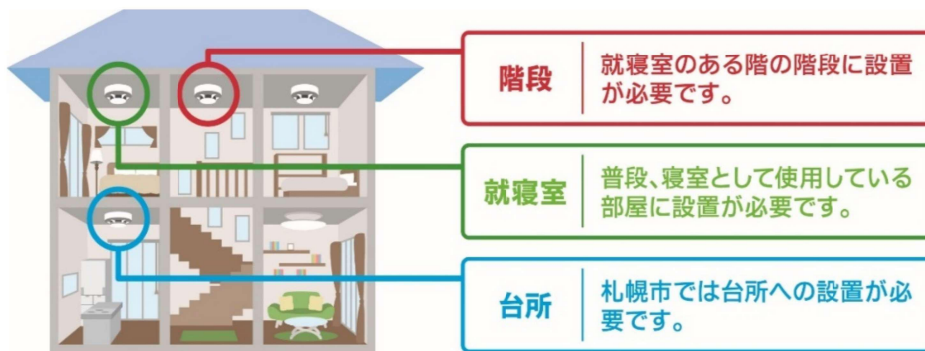 階段
就寝室のある階の階段に設置
が必要です。
就寝室
普段、寝室として使用している
部屋に設置が必要です。
台所
札幌市では台所への設置が必
要です。